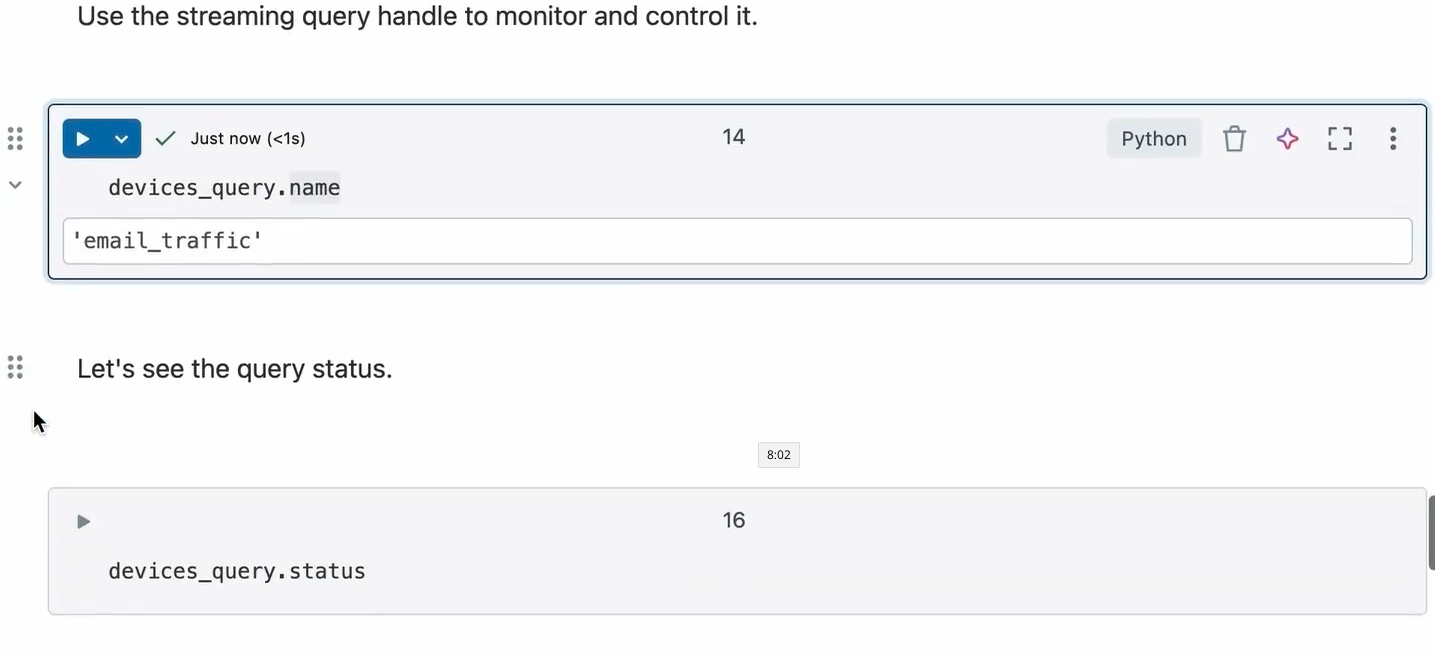 Use the streaming query handle to monitor and control it.
Just now (<1s)
14
Python
devices_query.name
'email_traffic'
Let's see the query status.
8:02
16
devices_query.status